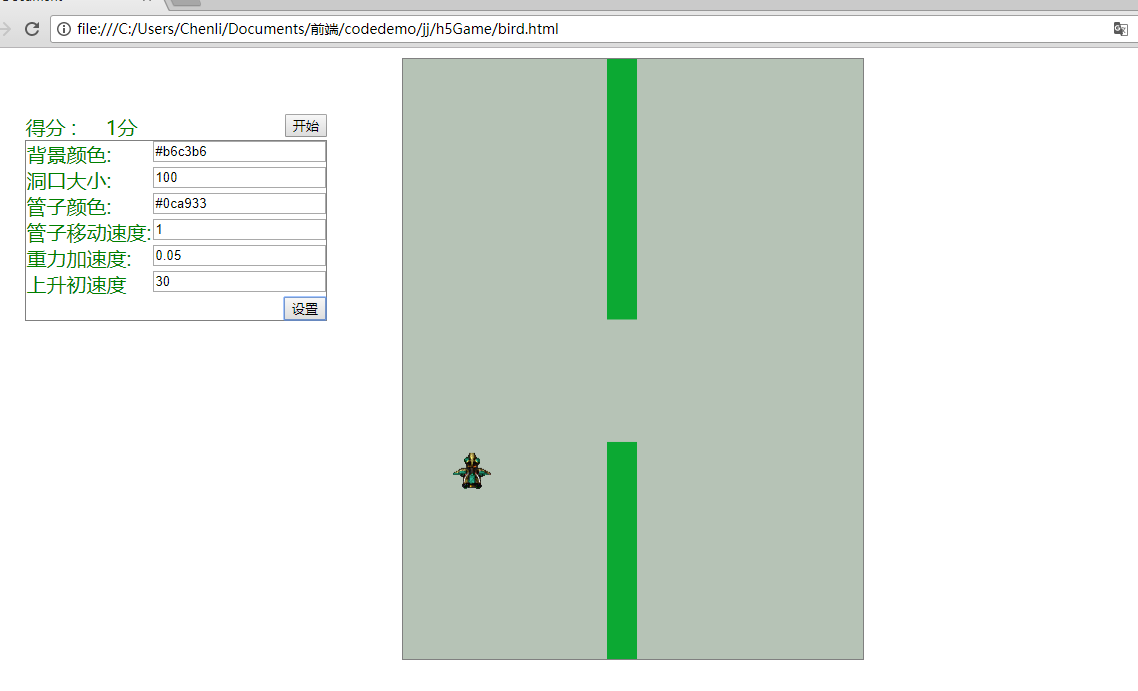 file:///C:/Users/Chenli/Documents/前端/codedemo/jj/h5Game/bird.html
得分： 1分 开始
背景颜色: #b6c3b6
洞口大小: 100
管子颜色: #0ca933
管子移动速度: 1
重力加速度: 0.05
上升初速度 30
设置